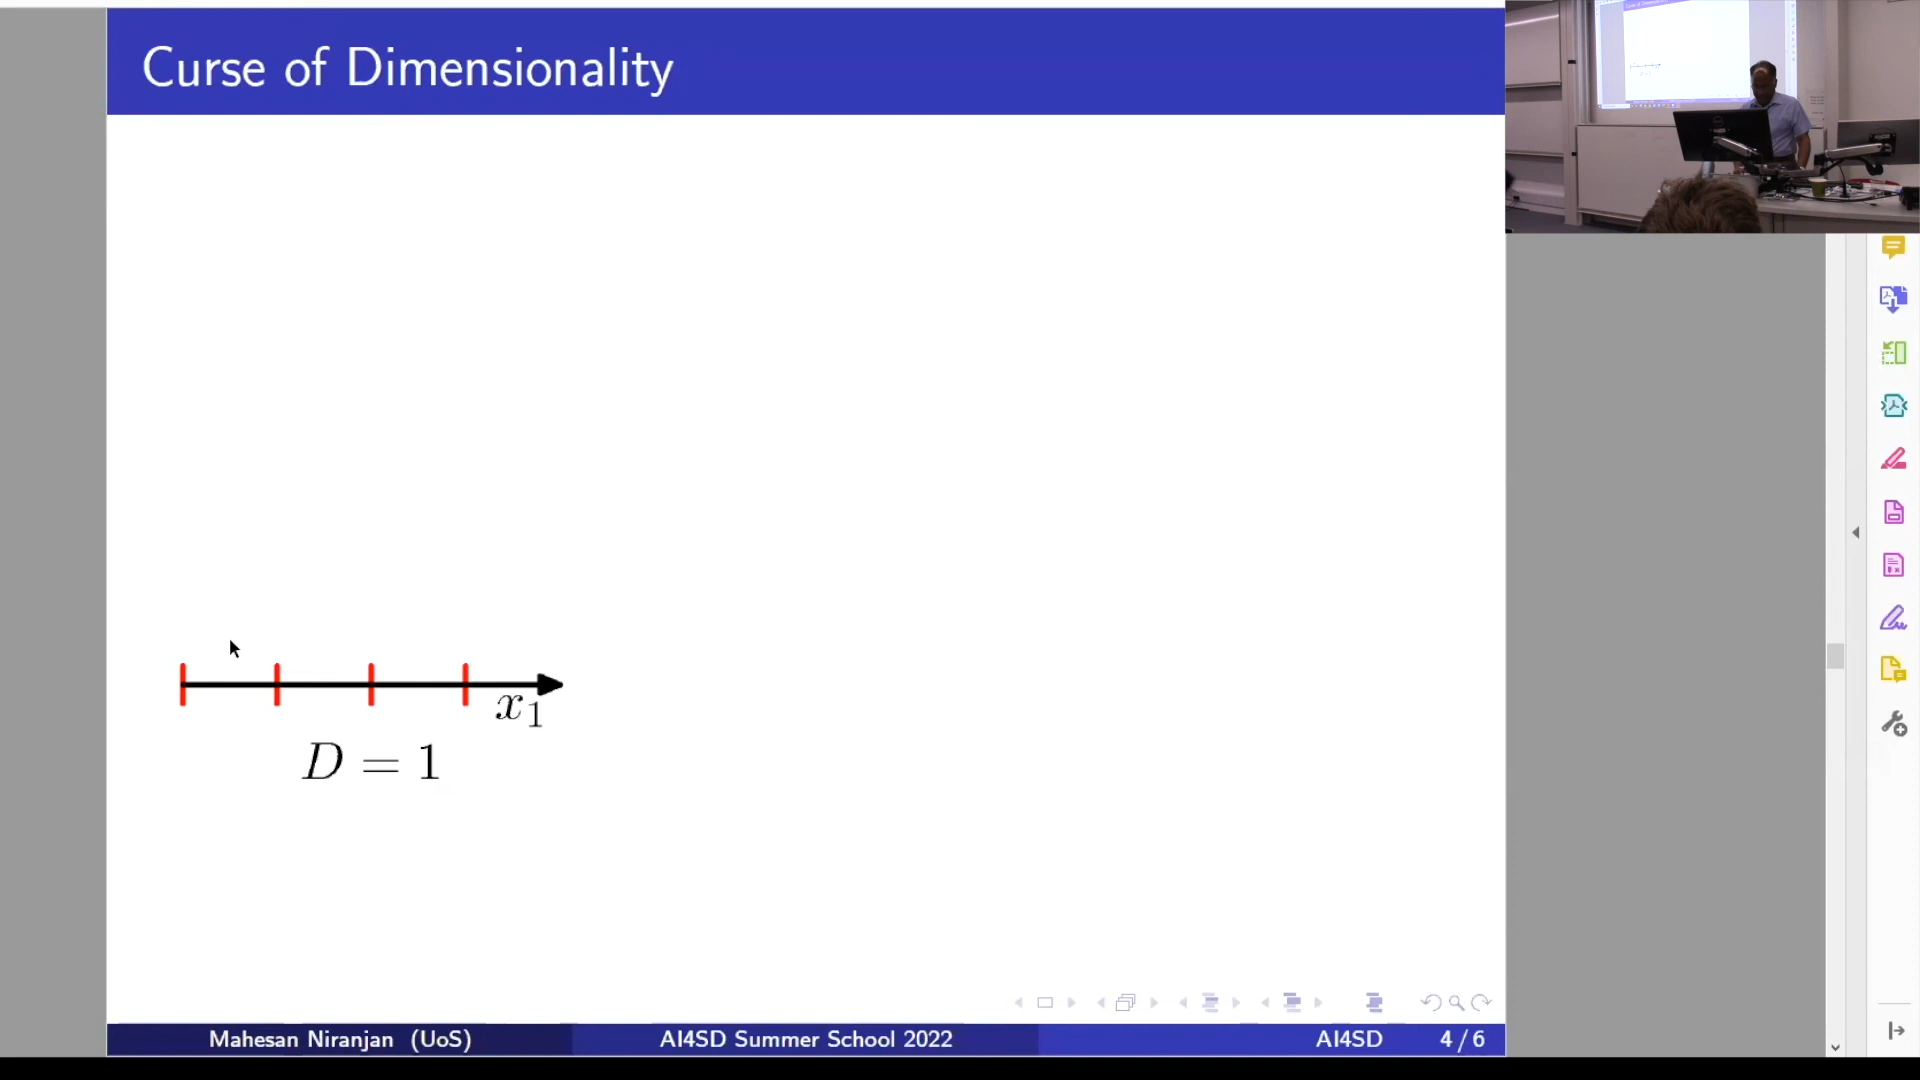 Curse of Dimensionality
x1
D = 1
Mahesan Niranjan (UoS) AI4SD Summer School 2022 AI4SD 4 / 6